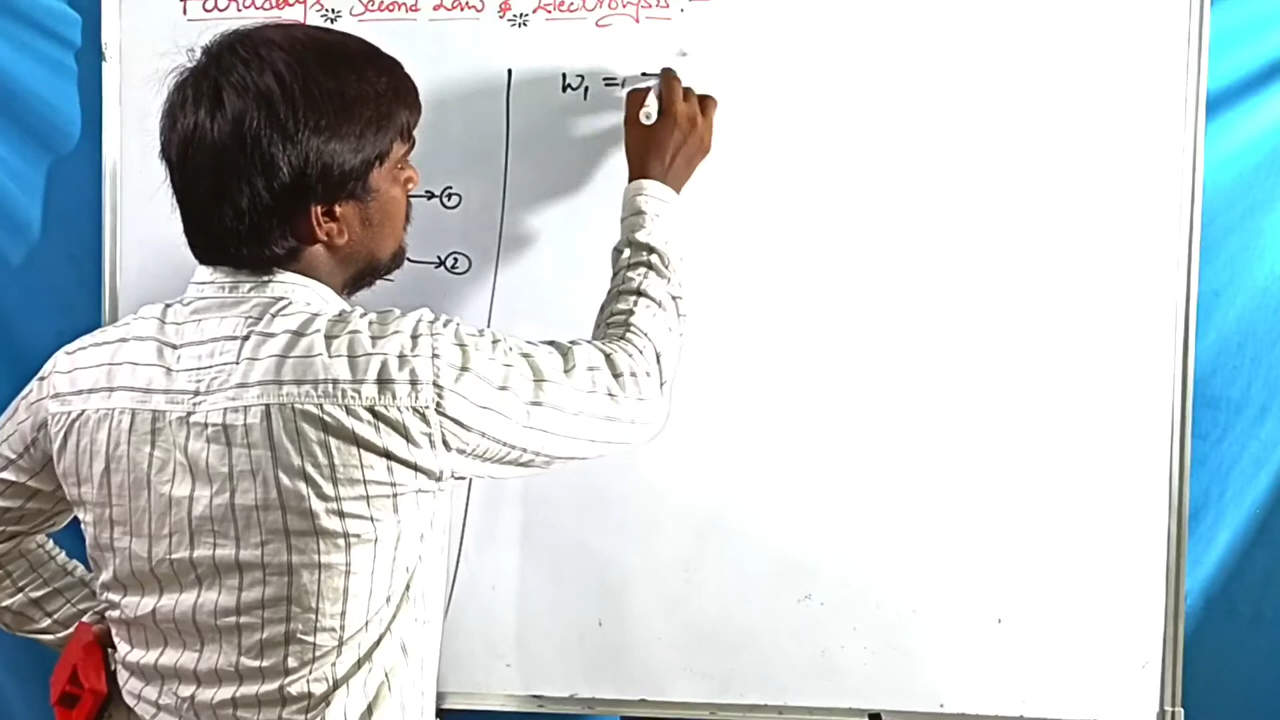 Faraday's Second Law of Electrolysis :-
W₁ =
→ ①
→ ②